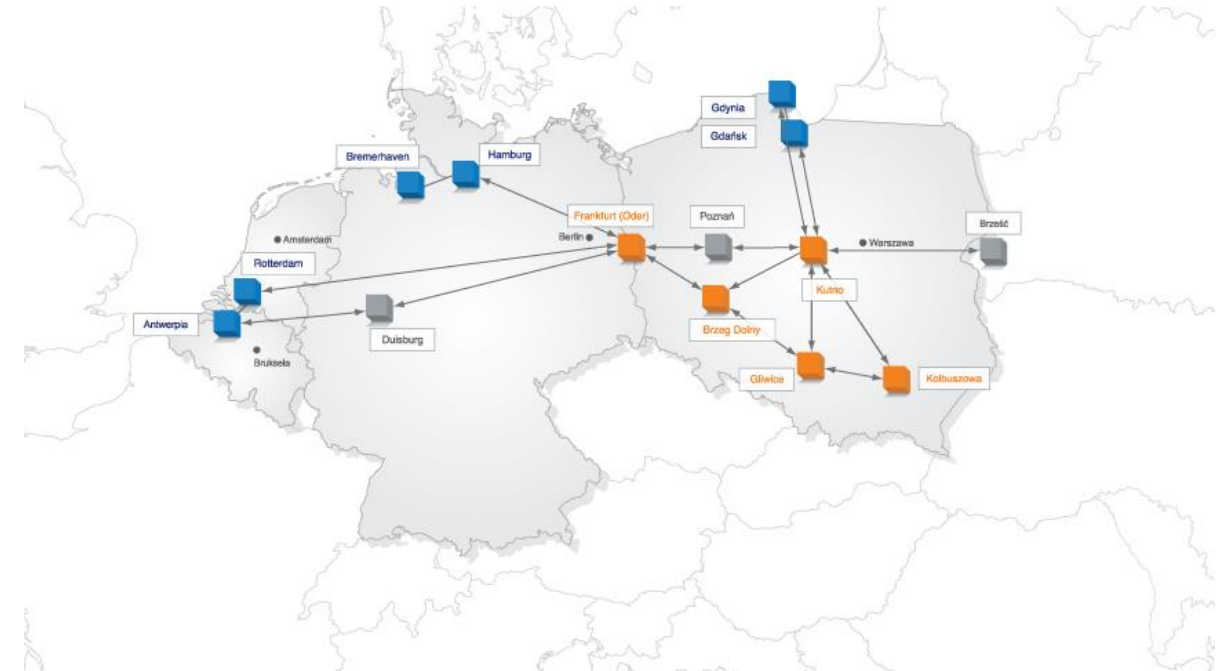 Gdynia
Gdańsk
Bremerhaven
Hamburg
Frankfurt (Oder)
Poznań
Brześć
Amsterdam
Berlin
Warszawa
Rotterdam
Kutno
Antwerpia
Brzeg Dolny
Duisburg
Bruksela
Gliwice
Kolbuszowa